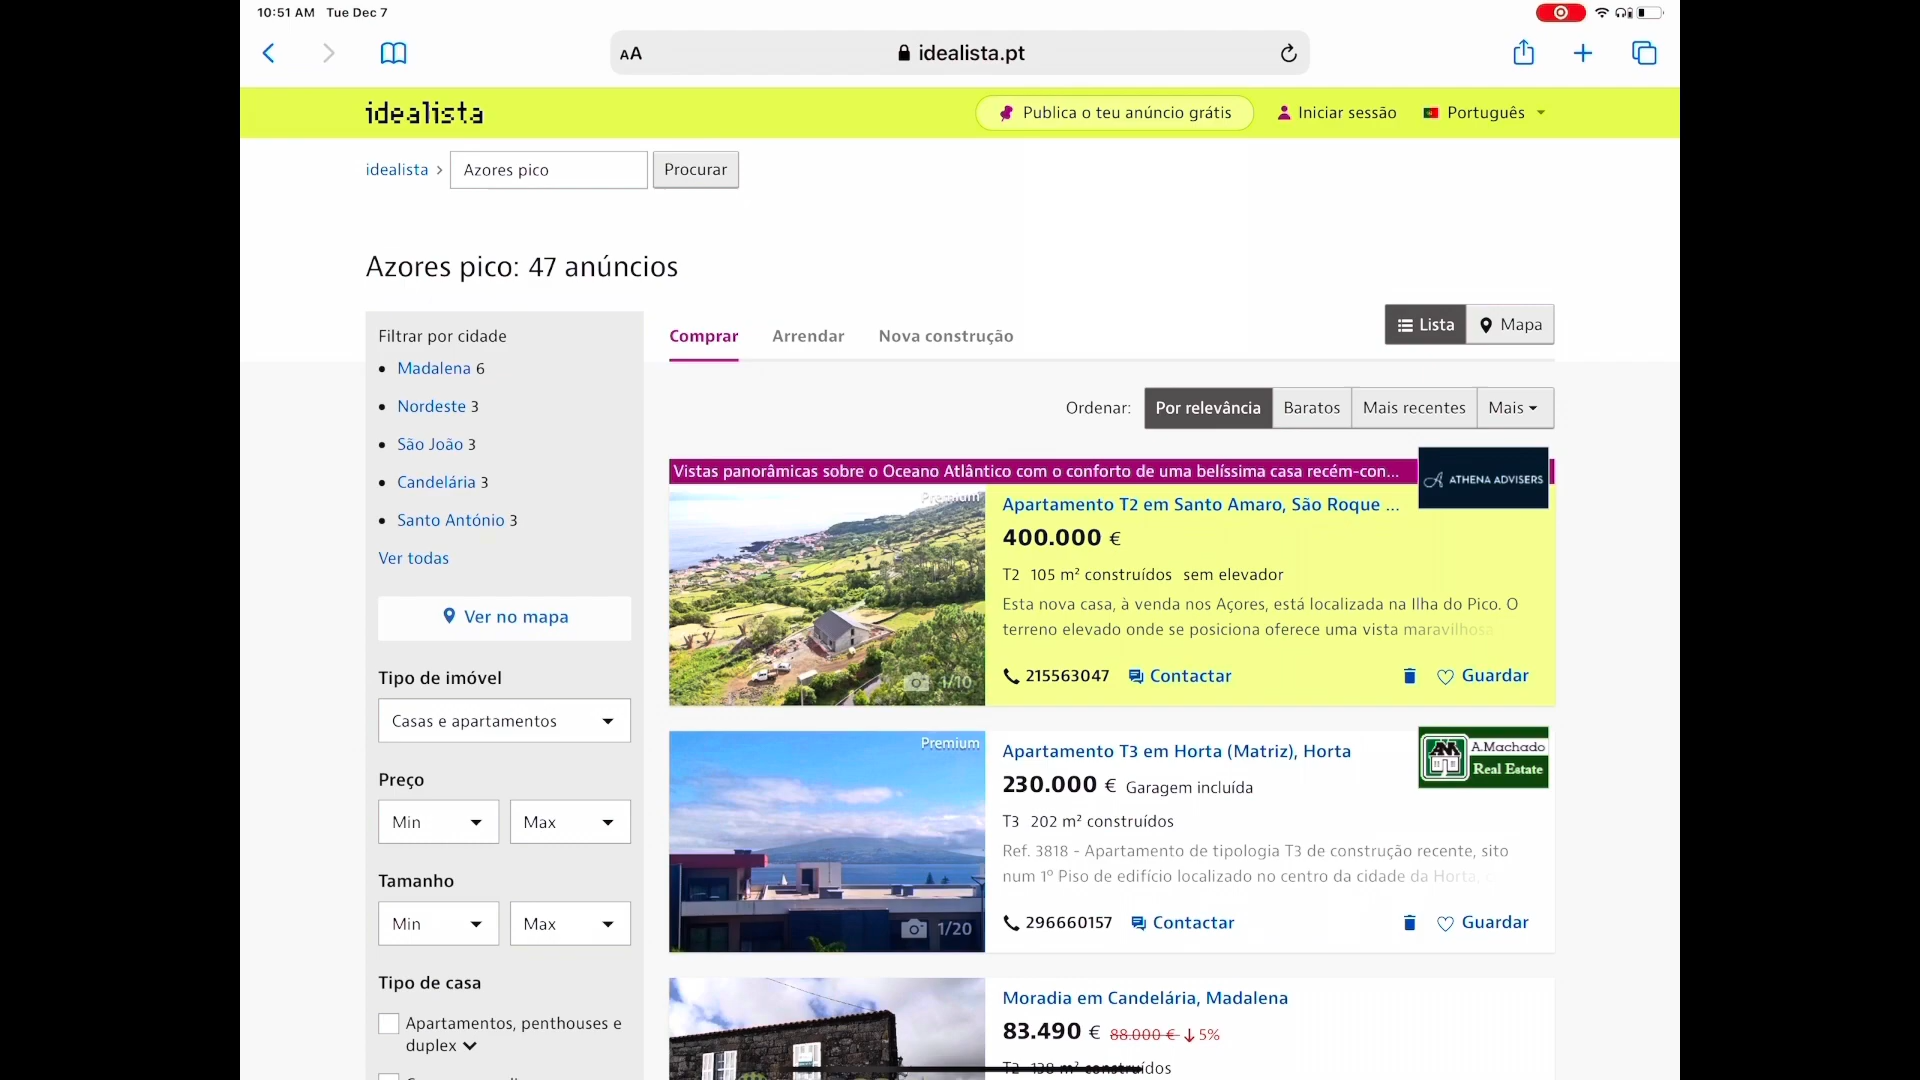 10:51 AM Tue Dec 7
AA idealista.pt
idealista
Publica o teu anúncio grátis
Iniciar sessão
Português
idealista > Azores pico Procurar
Azores pico: 47 anúncios
Filtrar por cidade
Madalena 6
Nordeste 3
São João 3
Candelária 3
Santo António 3
Ver todas
Ver no mapa
Tipo de imóvel
Casas e apartamentos
Preço
Min Max
Tamanho
Min Max
Tipo de casa
Apartamentos, penthouses e
duplex
Comprar Arrendar Nova construção
Lista Mapa
Ordenar: Por relevância Baratos Mais recentes Mais
Vistas panorâmicas sobre o Oceano Atlântico com o conforto de uma belíssima casa recém-con...
ATHENA ADVISERS
Premium
1/10
Apartamento T2 em Santo Amaro, São Roque ...
400.000 €
T2 105 m² construídos sem elevador
Esta nova casa, à venda nos Açores, está localizada na Ilha do Pico. O
terreno elevado onde se posiciona oferece uma vista maravilhosa
215563047 Contactar Guardar
Premium
1/20
Apartamento T3 em Horta (Matriz), Horta
A.Machado
Real Estate
230.000 € Garagem incluída
T3 202 m² construídos
Ref. 3818 - Apartamento de tipologia T3 de construção recente, sito
num 1º Piso de edifício localizado no centro da cidade da Horta,
296660157 Contactar Guardar
Moradia em Candelária, Madalena
83.490 € 88.000 € 5%
T2 138 m² construídos